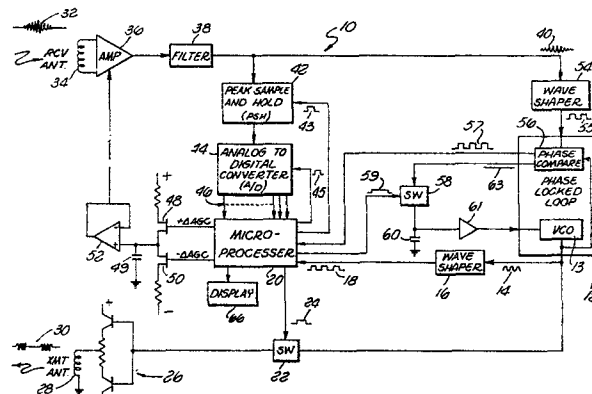 32
36
38
10
40
AMP
FILTER
RCV
ANT.
34
42
54
PEAK SAMPLE
AND HOLD
(PSH)
43
WAVE
SHAPER
55
56
57
44
ANALOG TO
DIGITAL
CONVERTER
(A/D)
45
PHASE
COMPARE
63
59
SW
58
PHASE
LOCKED
LOOP
48
46
+
+ΔAGC
52
49
-ΔAGC
50
-
MICRO-
PROCESSER
20
60
61
VCO
13
18
WAVE
SHAPER
16
14
12
DISPLAY
66
24
30
+
XMT
ANT.
28
26
SW
22